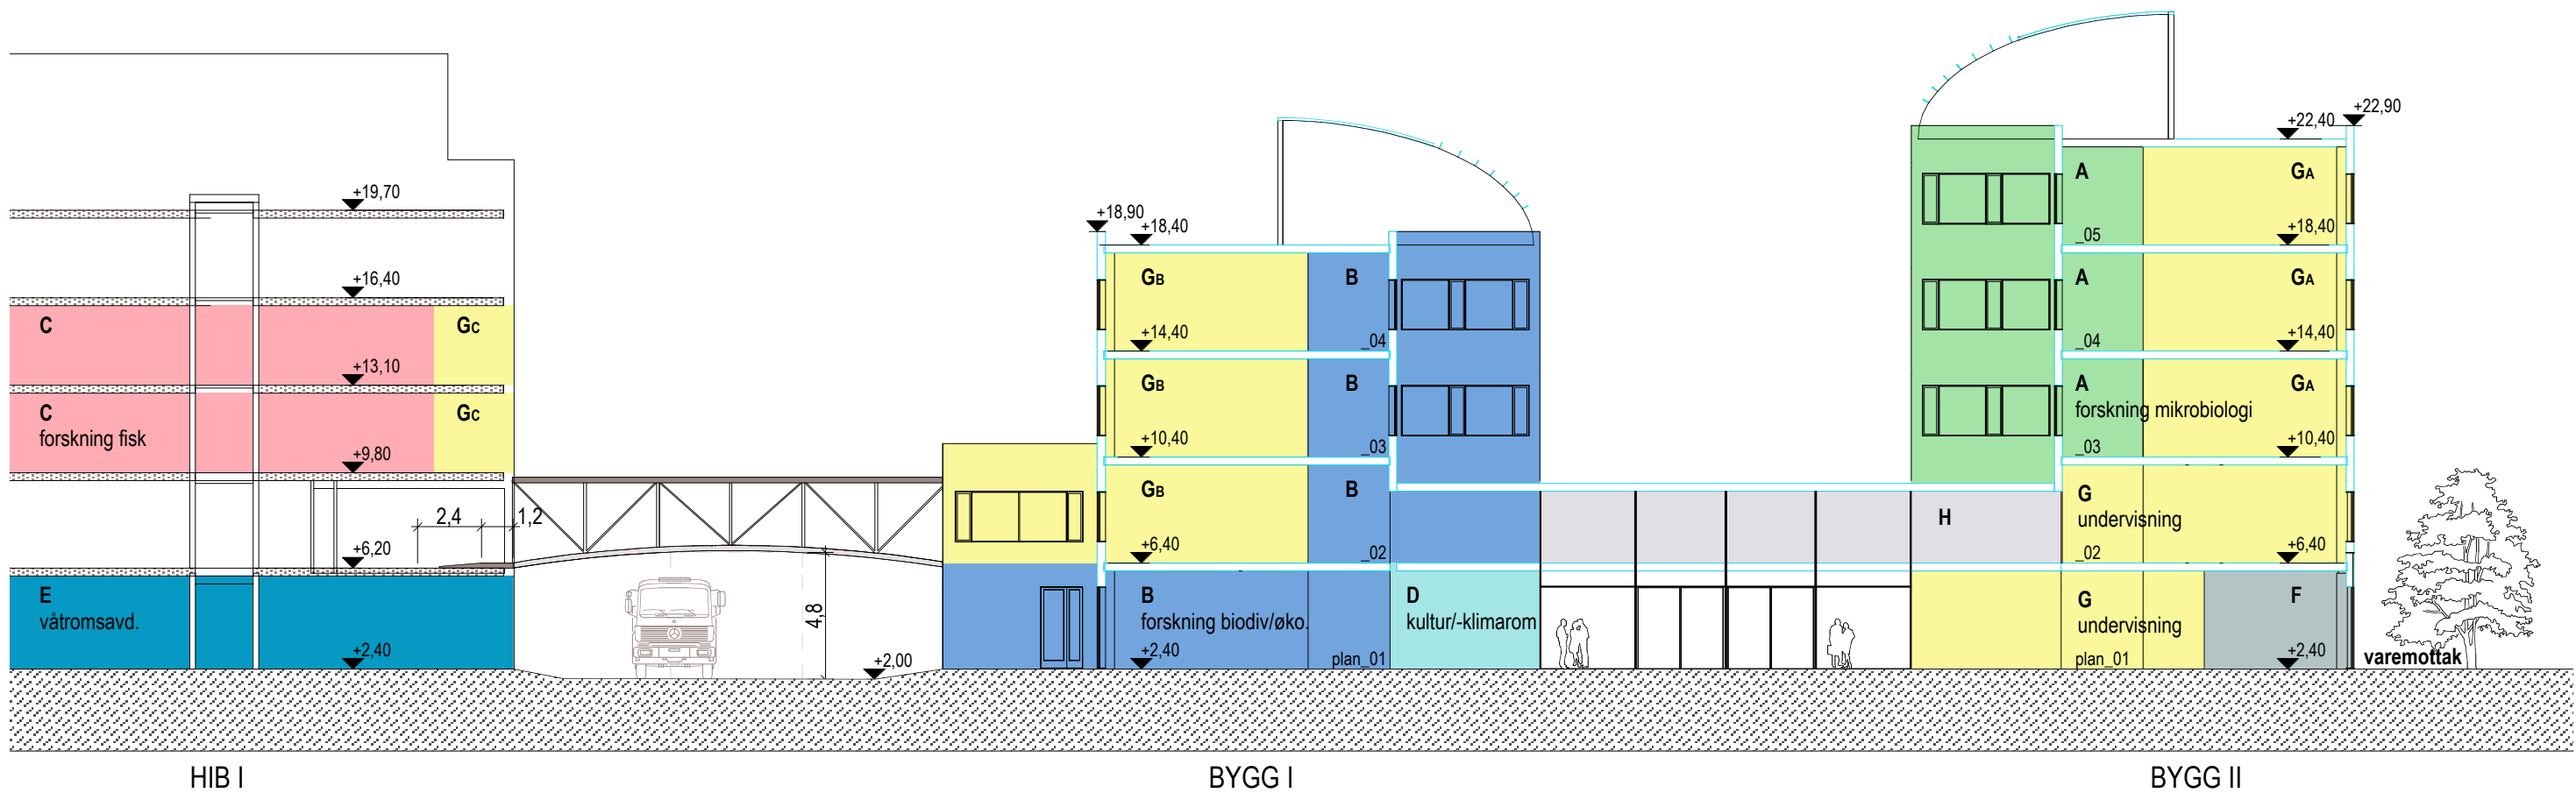 +22,90
+22,40
+19,70
+18,90
+18,40
A
GA
_05
+18,40
+16,40
C
Gc
GB
B
+14,40
_04
A
GA
_04
+14,40
+13,10
C
Gc
forskning fisk
+9,80
GB
B
+10,40
_03
A
GA
forskning mikrobiologi
_03
+10,40
2,4
1,2
+6,20
GB
B
+6,40
_02
H
G
undervisning
_02
+6,40
E
våtromsavd.
+2,40
4,8
+2,00
B
forskning biodiv/øko.
+2,40
plan_01
D
kultur/-klimarom
G
undervisning
plan_01
F
+2,40
varemottak
HIB I
BYGG I
BYGG II